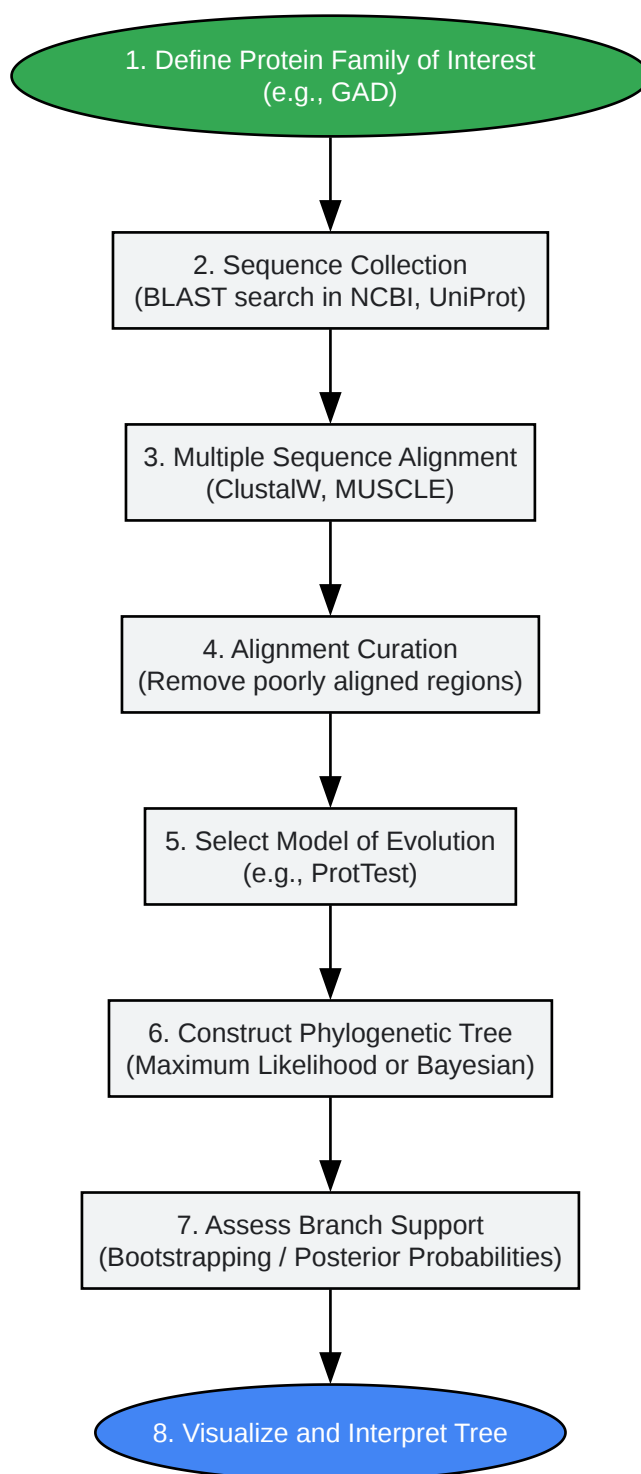 1. Define Protein Family of Interest
(e.g., GAD)
2. Sequence Collection
(BLAST search in NCBI, UniProt)
3. Multiple Sequence Alignment
(ClustalW, MUSCLE)
4. Alignment Curation
(Remove poorly aligned regions)
5. Select Model of Evolution
(e.g., ProtTest)
6. Construct Phylogenetic Tree
(Maximum Likelihood or Bayesian)
7. Assess Branch Support
(Bootstrapping / Posterior Probabilities)
8. Visualize and Interpret Tree